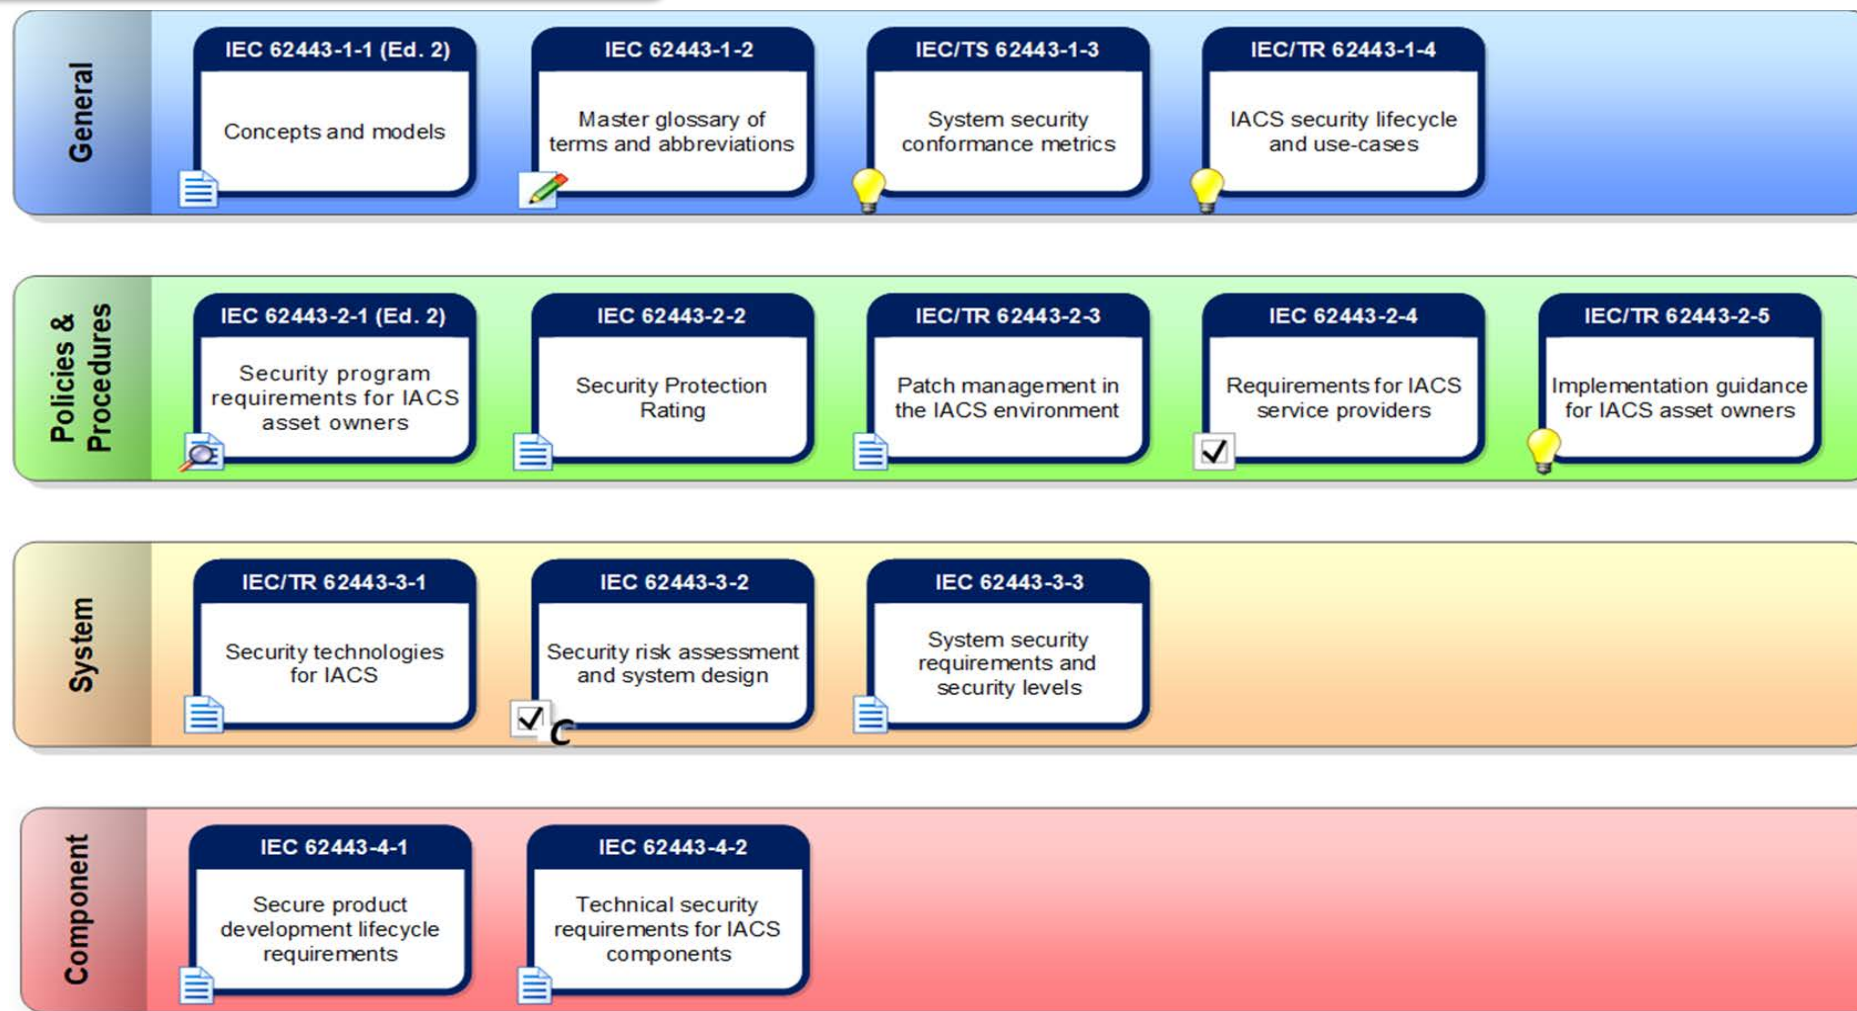 General
IEC 62443-1-1 (Ed. 2)
Concepts and models
IEC 62443-1-2
Master glossary of
terms and abbreviations
IEC/TS 62443-1-3
System security
conformance metrics
IEC/TR 62443-1-4
IACS security lifecycle
and use-cases
Policies &
Procedures
IEC 62443-2-1 (Ed. 2)
Security program
requirements for IACS
asset owners
IEC 62443-2-2
Security Protection
Rating
IEC/TR 62443-2-3
Patch management in
the IACS environment
IEC 62443-2-4
Requirements for IACS
service providers
IEC/TR 62443-2-5
Implementation guidance
for IACS asset owners
System
IEC/TR 62443-3-1
Security technologies
for IACS
IEC 62443-3-2
Security risk assessment
and system design
C
IEC 62443-3-3
System security
requirements and
security levels
Component
IEC 62443-4-1
Secure product
development lifecycle
requirements
IEC 62443-4-2
Technical security
requirements for IACS
components